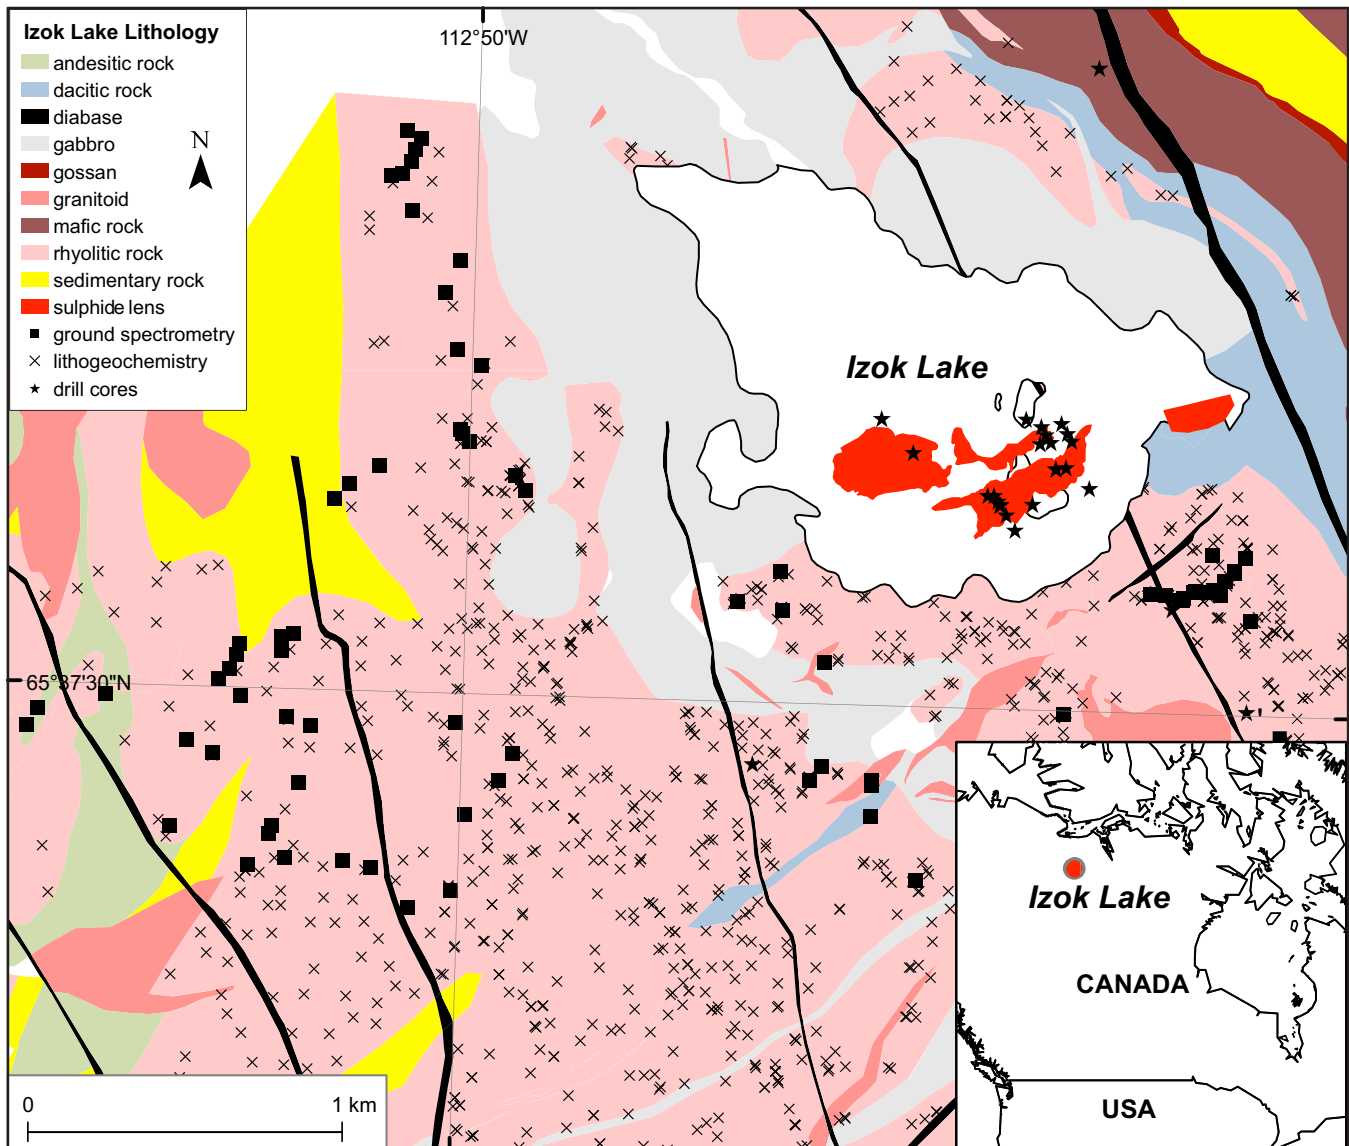 Izok Lake Lithology
andesitic rock
dacitic rock
diabase
gabbro
gossan
granitoid
mafic rock
rhyolitic rock
sedimentary rock
sulphide lens
ground spectrometry
lithogeochemistry
drill cores
N
112°50'W
Izok Lake
65°37'30"N
Izok Lake
CANADA
USA
0 1 km